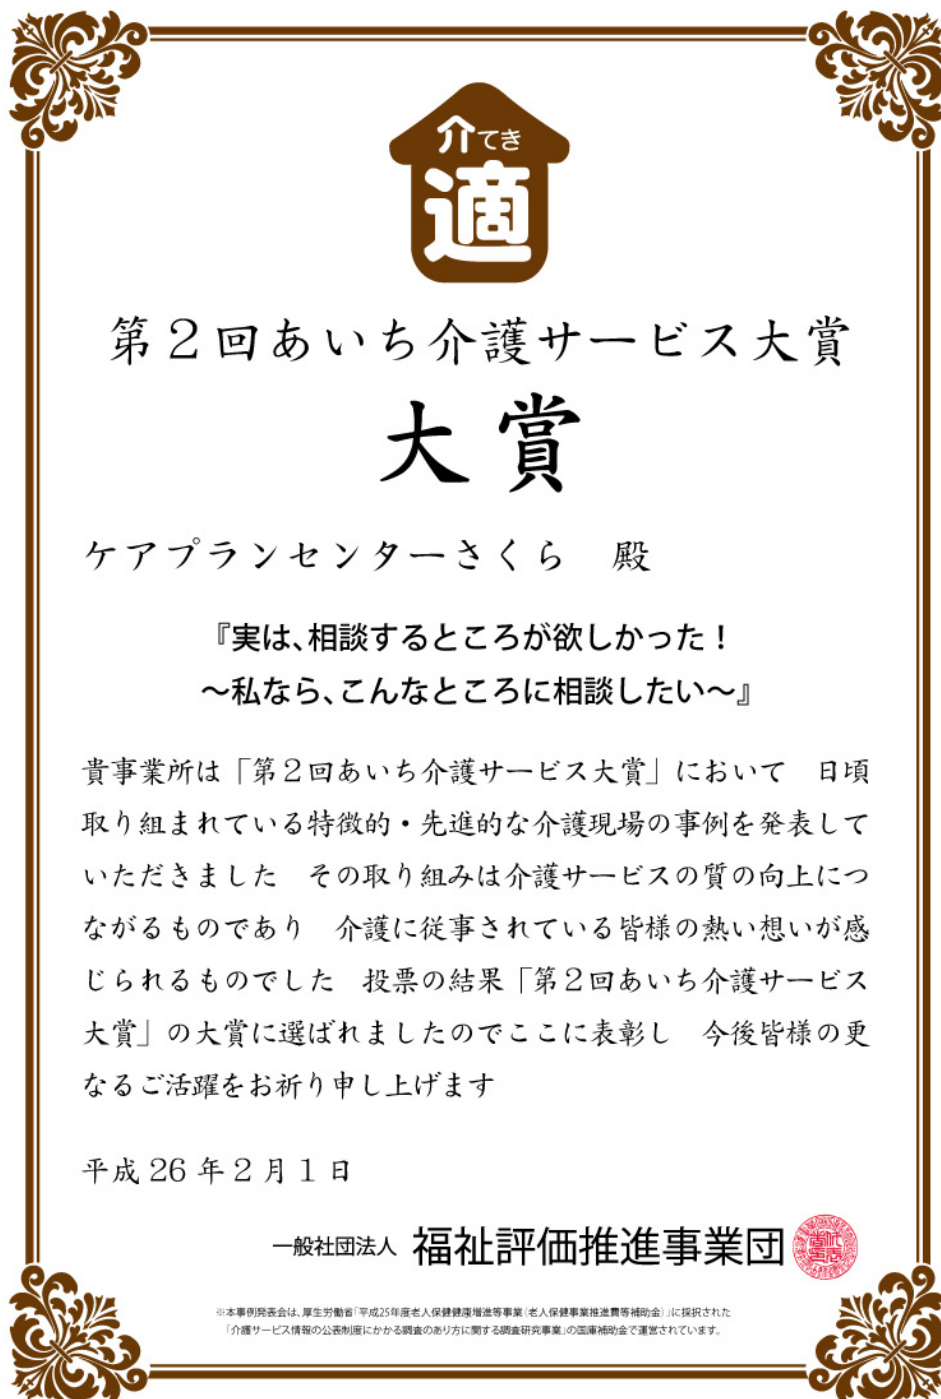 介てき
適
第２回あいち介護サービス大賞
大賞
ケアプランセンターさくら　殿
『実は、相談するところが欲しかった！
～私なら、こんなところに相談したい～』
貴事業所は「第２回あいち介護サービス大賞」において　日頃
取り組まれている特徴的・先進的な介護現場の事例を発表して
いただきました　その取り組みは介護サービスの質の向上につ
ながるものであり　介護に従事されている皆様の熱い想いが感
じられるものでした　投票の結果「第２回あいち介護サービス
大賞」の大賞に選ばれましたのでここに表彰し　今後皆様の更
なるご活躍をお祈り申し上げます
平成 26 年２月１日
一般社団法人 福祉評価推進事業団
※本事例発表会は、厚生労働省「平成25年度老人保健健康増進等事業（老人保健事業推進費等補助金）」に採択された
「介護サービス情報の公表制度にかかる調査のあり方に関する調査研究事業」の国庫補助金で運営されています。